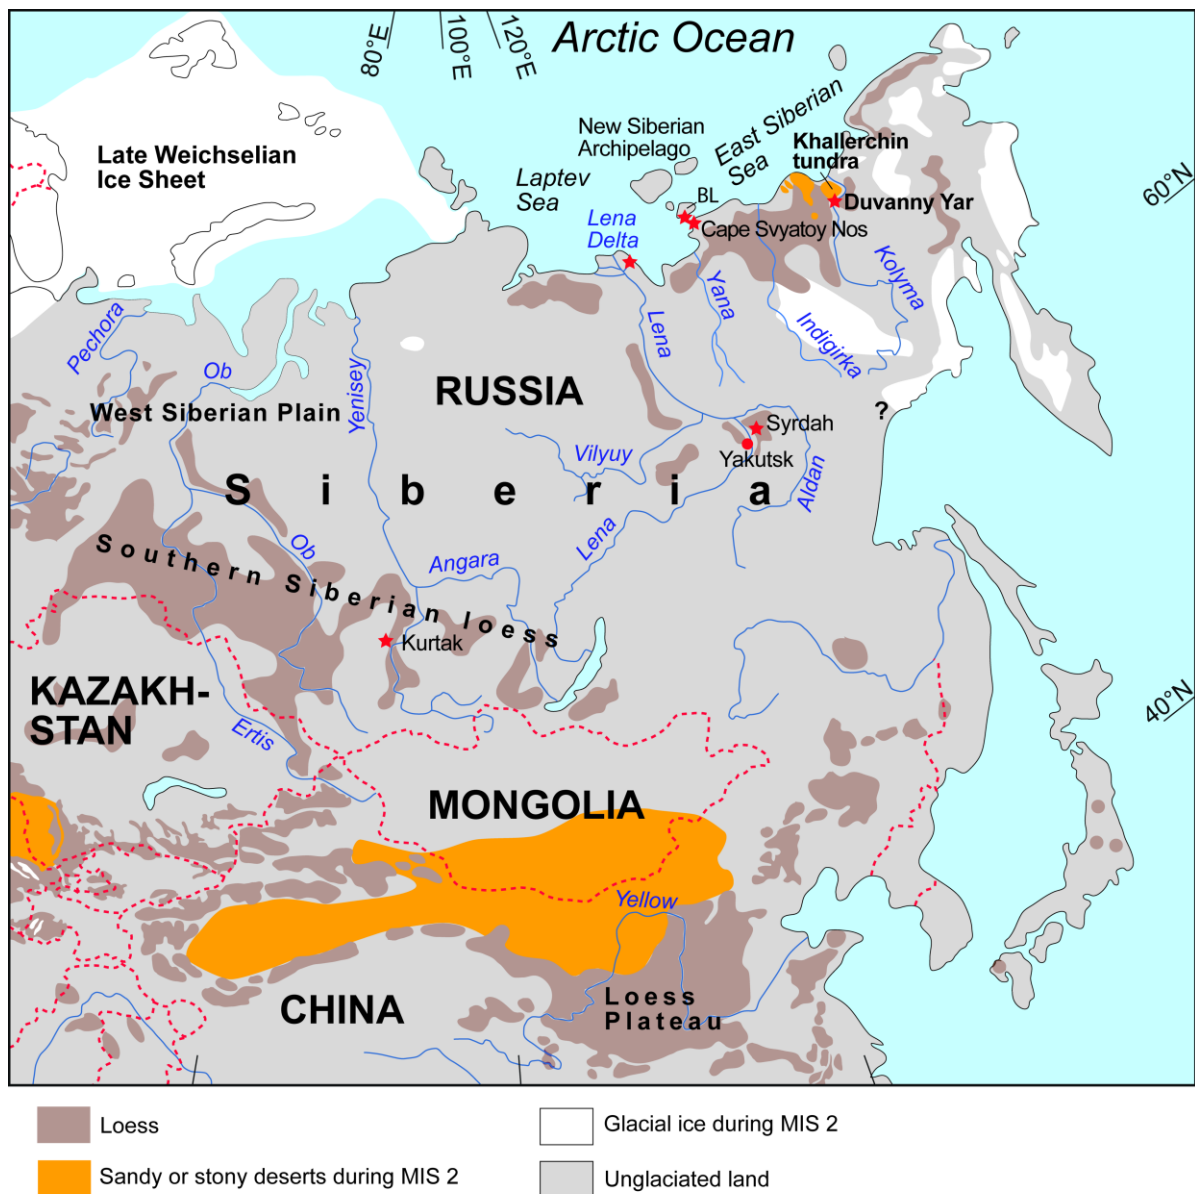 80°E
100°E
120°E
Arctic Ocean
Late Weichselian
Ice Sheet
New Siberian
Archipelago
East Siberian
Sea
Khallerchin
tundra
60°N
Laptev
Sea
BL
Duvanny Yar
Lena
Delta
Cape Svyatoy Nos
Kolyma
Pechora
Yana
Lena
Indigirka
Ob
Yenisey
RUSSIA
West Siberian Plain
?
Syrdah
Vilyuy
Yakutsk
Aldan
Siberia
Ob
Lena
Angara
Southern Siberian loess
Kurtak
KAZAKH-
STAN
40°N
Ertis
MONGOLIA
Yellow
CHINA
Loess
Plateau
Loess
Glacial ice during MIS 2
Sandy or stony deserts during MIS 2
Unglaciated land